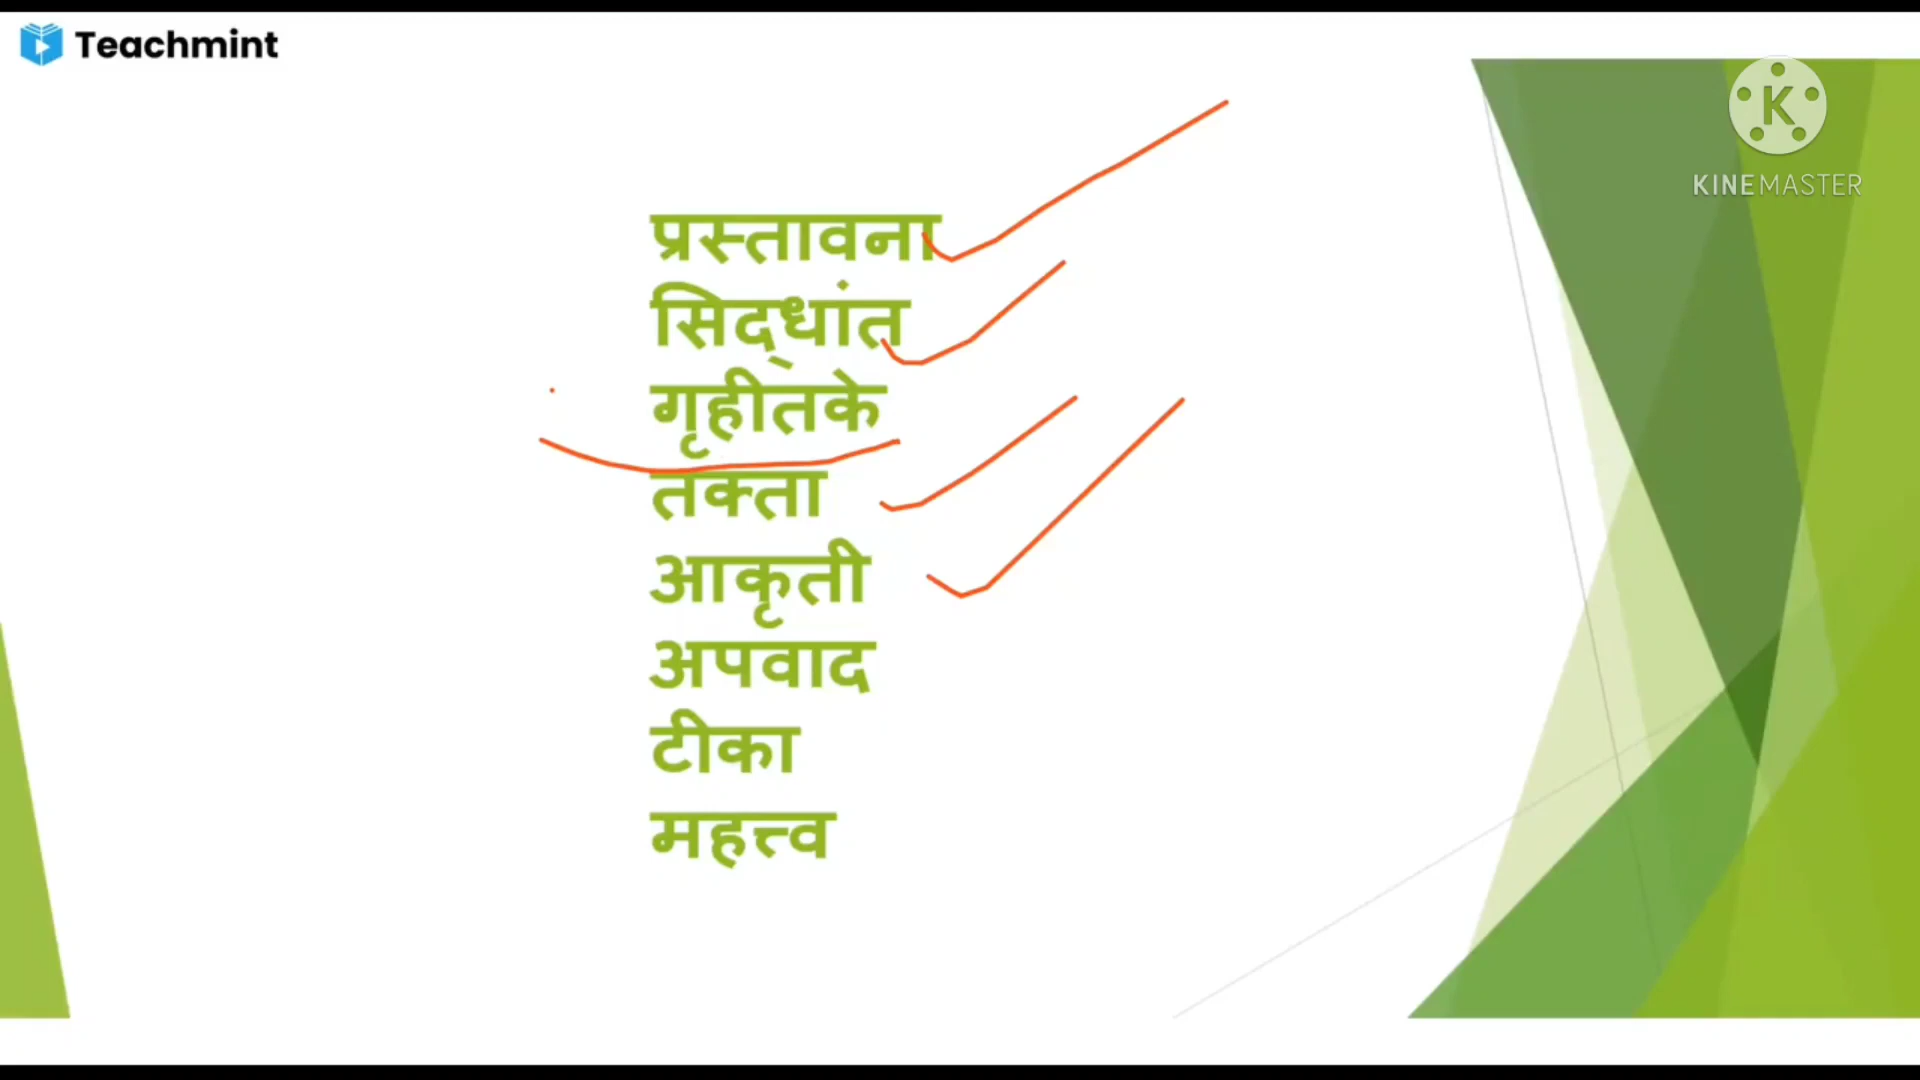 Teachmint
K
KINEMASTER
प्रस्तावना
सिद्धांत
गृहीतके
तक्ता
आकृती
अपवाद
टीका
महत्त्व